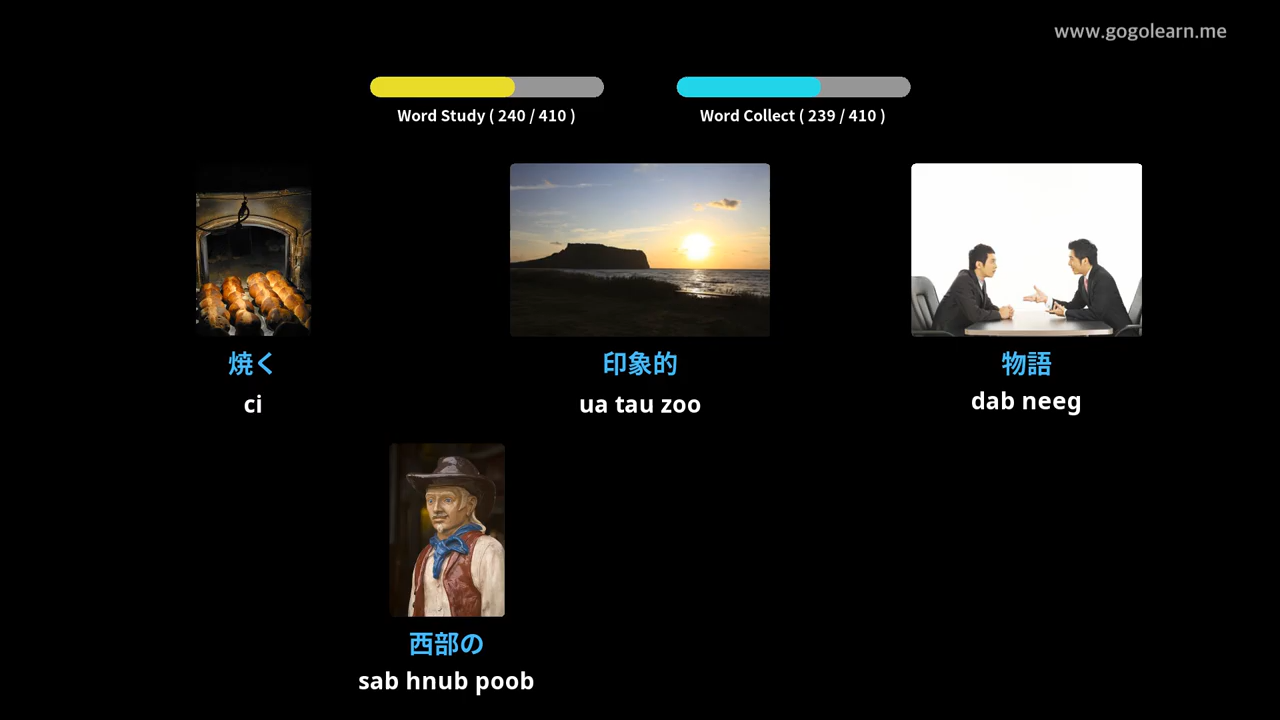 www.gogolearn.me
Word Study ( 240 / 410 )
Word Collect ( 239 / 410 )
焼く
印象的
物語
ci
ua tau zoo
dab neeg
西部の
sab hnub poob